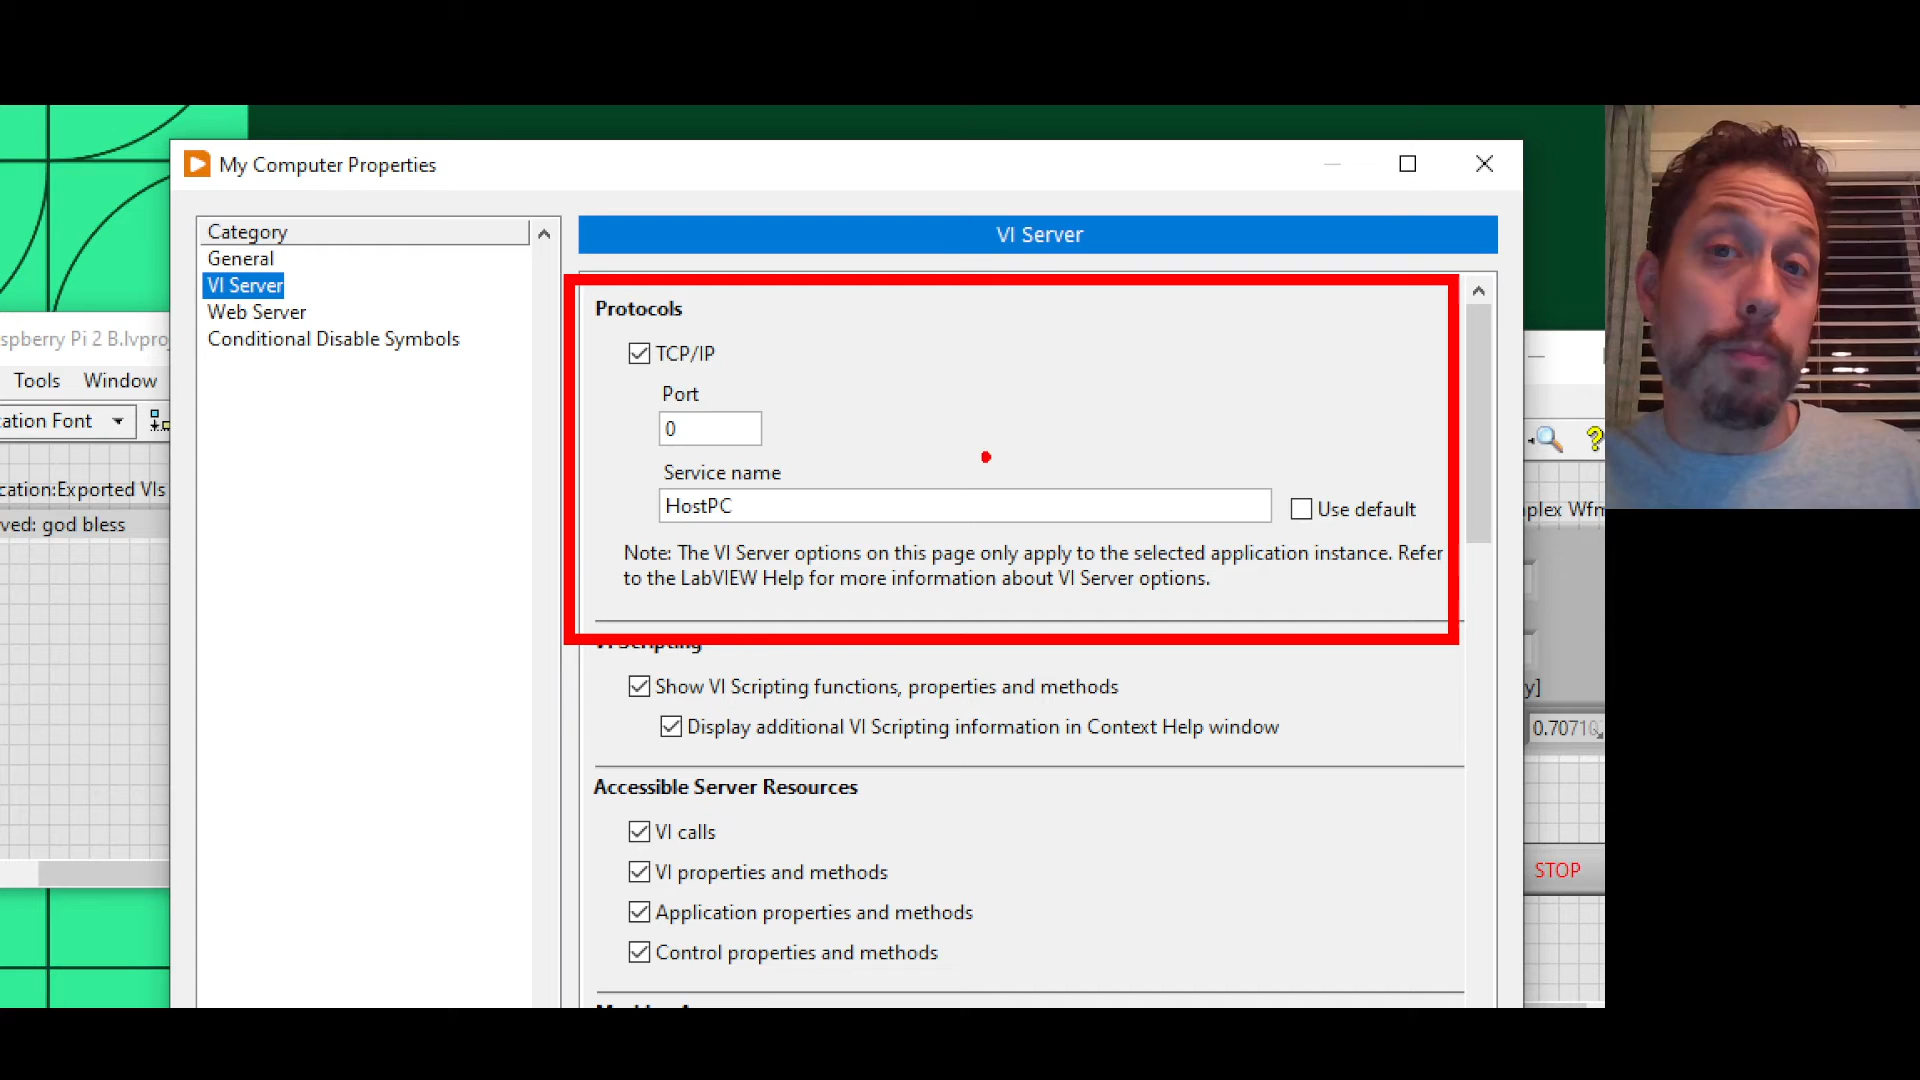 My Computer Properties
Category
General
VI Server
Web Server
Conditional Disable Symbols
VI Server
Protocols
TCP/IP
Port
0
Service name
HostPC
Use default
Note: The VI Server options on this page only apply to the selected application instance. Refer
to the LabVIEW Help for more information about VI Server options.
VI Scripting
Show VI Scripting functions, properties and methods
Display additional VI Scripting information in Context Help window
Accessible Server Resources
VI calls
VI properties and methods
Application properties and methods
Control properties and methods
spberry Pi 2 B.lvproj
Tools Window
ation Font
cation:Exported VIs
ved: god bless
plex Wfm
y]
0.7071
STOP